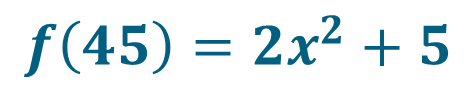 f(45) = 2x² + 5